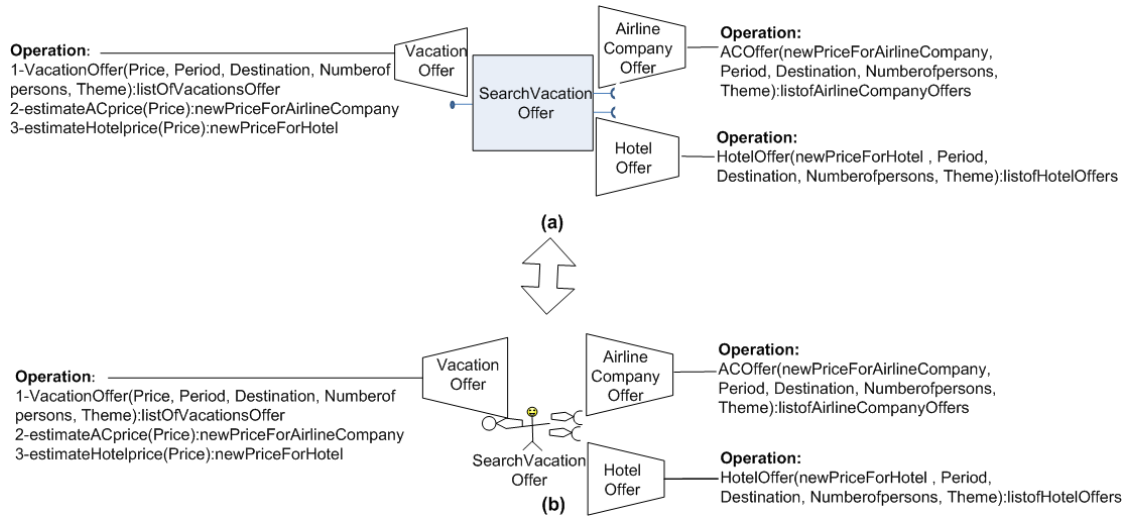 Operation:
1-VacationOffer(Price, Period, Destination, Numberof
persons, Theme):listOfVacationsOffer
2-estimateACprice(Price):newPriceForAirlineCompany
3-estimateHotelprice(Price):newPriceForHotel
Vacation
Offer
SearchVacation
Offer
Airline
Company
Offer
Operation:
ACOffer(newPriceForAirlineCompany,
Period, Destination, Numberofpersons,
Theme):listofAirlineCompanyOffers
Hotel
Offer
Operation:
HotelOffer(newPriceForHotel , Period,
Destination, Numberofpersons, Theme):listofHotelOffers
(a)
Operation:
1-VacationOffer(Price, Period, Destination, Numberof
persons, Theme):listOfVacationsOffer
2-estimateACprice(Price):newPriceForAirlineCompany
3-estimateHotelprice(Price):newPriceForHotel
Vacation
Offer
SearchVacation
Offer
Airline
Company
Offer
Operation:
ACOffer(newPriceForAirlineCompany,
Period, Destination, Numberofpersons,
Theme):listofAirlineCompanyOffers
Hotel
Offer
Operation:
HotelOffer(newPriceForHotel , Period,
Destination, Numberofpersons, Theme):listofHotelOffers
(b)